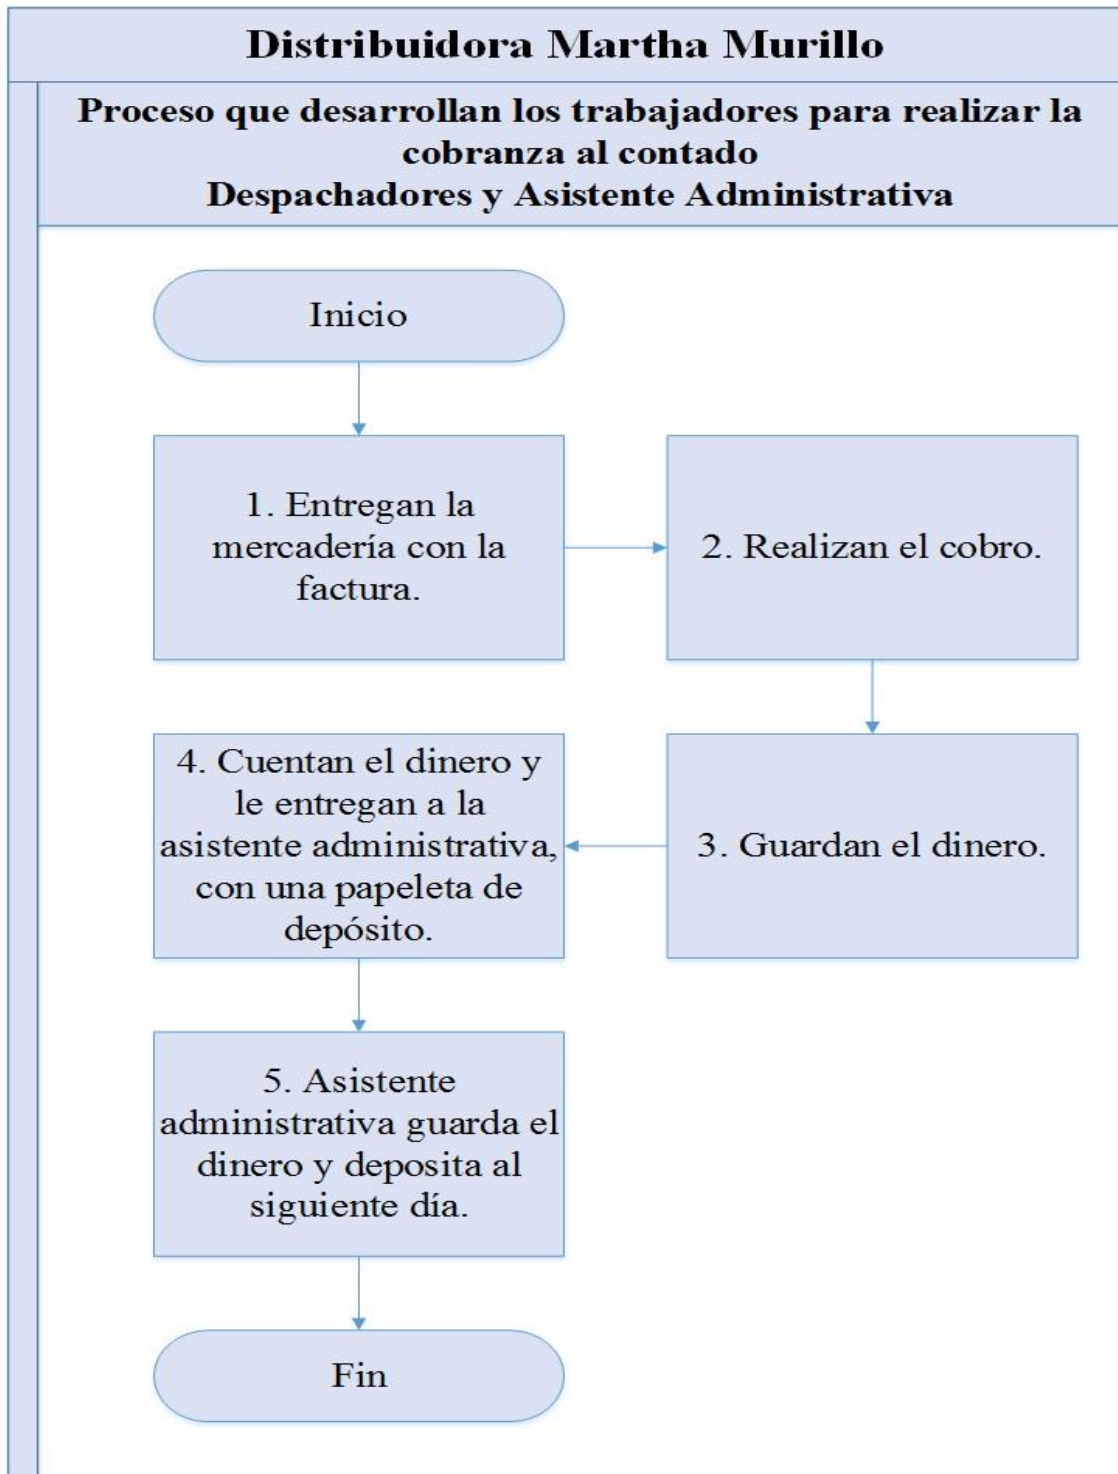 Distribuidora Martha Murillo
Proceso que desarrollan los trabajadores para realizar la
cobranza al contado
Despachadores y Asistente Administrativa
Inicio
1. Entregan la
mercadería con la
factura.
2. Realizan el cobro.
3. Guardan el dinero.
4. Cuentan el dinero y
le entregan a la
asistente administrativa,
con una papeleta de
depósito.
5. Asistente
administrativa guarda el
dinero y deposita al
siguiente día.
Fin